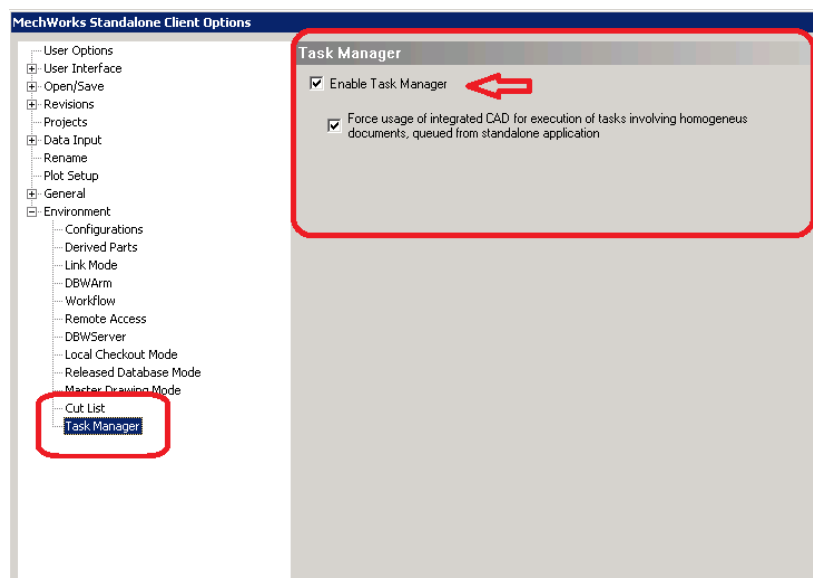 MechWorks Standalone Client Options
User Options
User Interface
Open/Save
Revisions
Projects
Data Input
Rename
Plot Setup
General
Environment
Configurations
Derived Parts
Link Mode
DBWArm
Workflow
Remote Access
DBWServer
Local Checkout Mode
Released Database Mode
Master Drawing Mode
Cut List
Task Manager
Task Manager
Enable Task Manager
Force usage of integrated CAD for execution of tasks involving homogeneus
documents, queued from standalone application